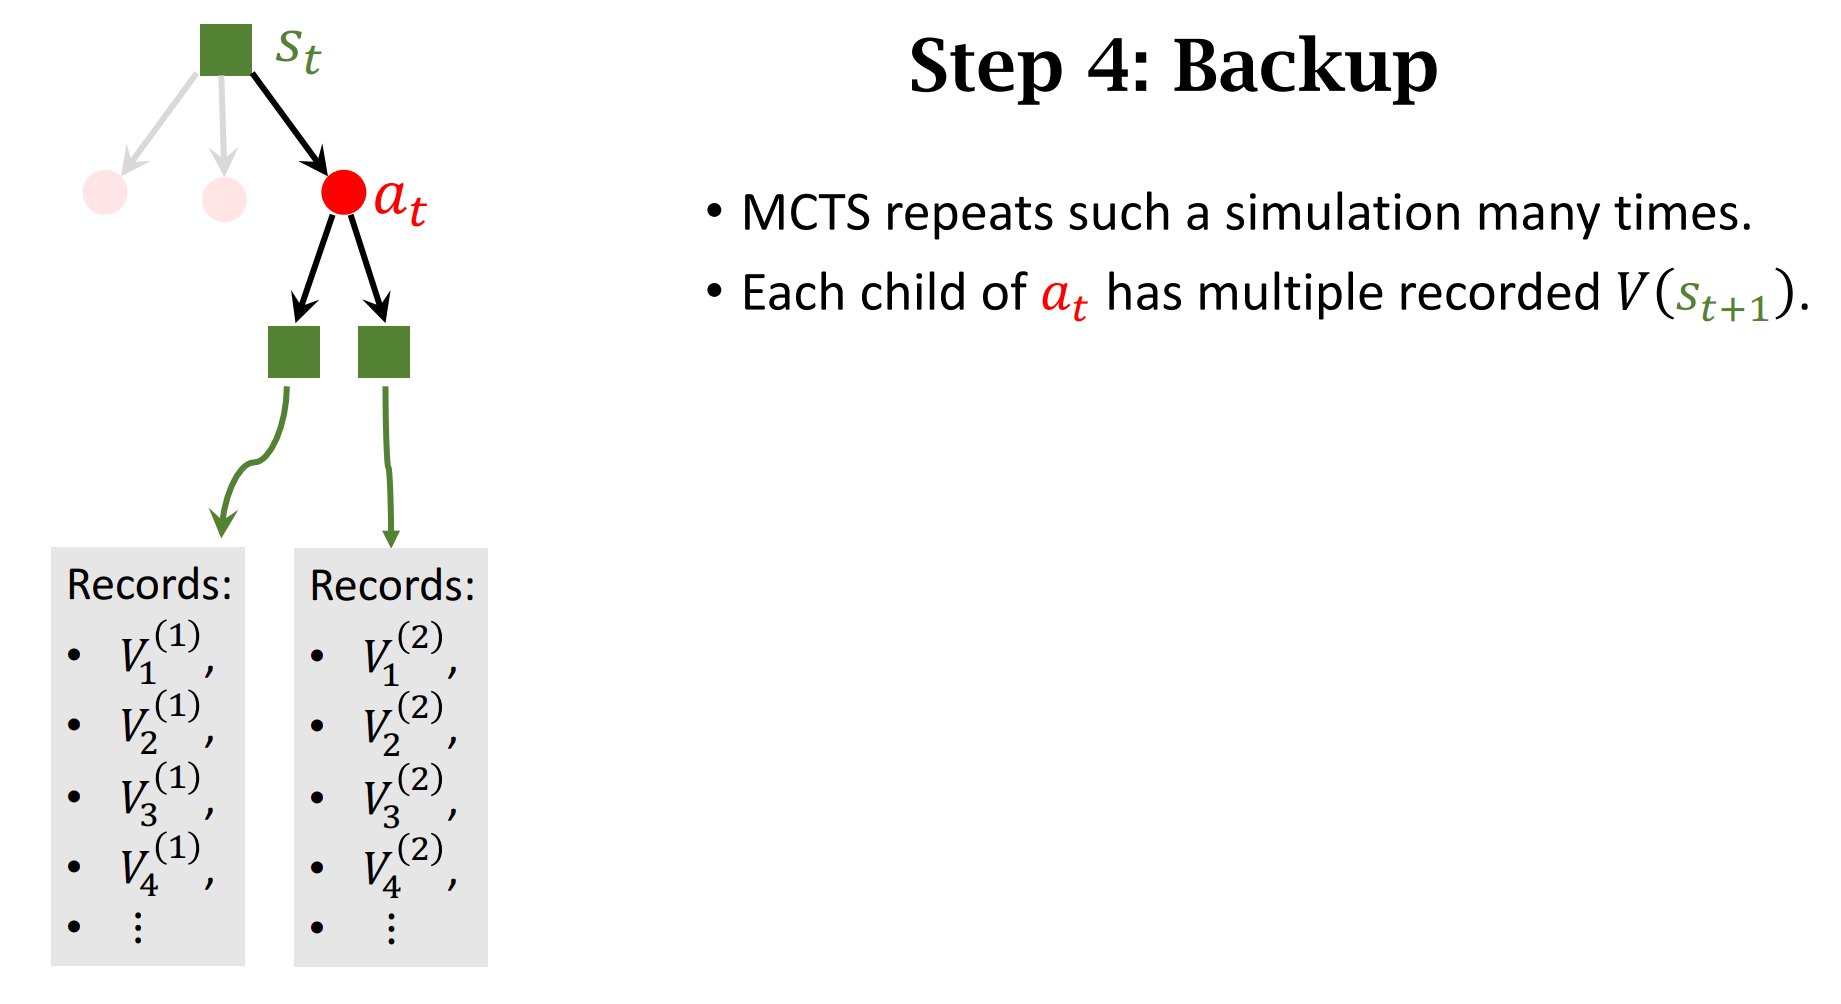 Step 4: Backup
• MCTS repeats such a simulation many times.
• Each child of a_t has multiple recorded V(s_{t+1}).
s_t
a_t
Records:
• V_1^{(1)},
• V_2^{(1)},
• V_3^{(1)},
• V_4^{(1)},
• ⋮
Records:
• V_1^{(2)},
• V_2^{(2)},
• V_3^{(2)},
• V_4^{(2)},
• ⋮